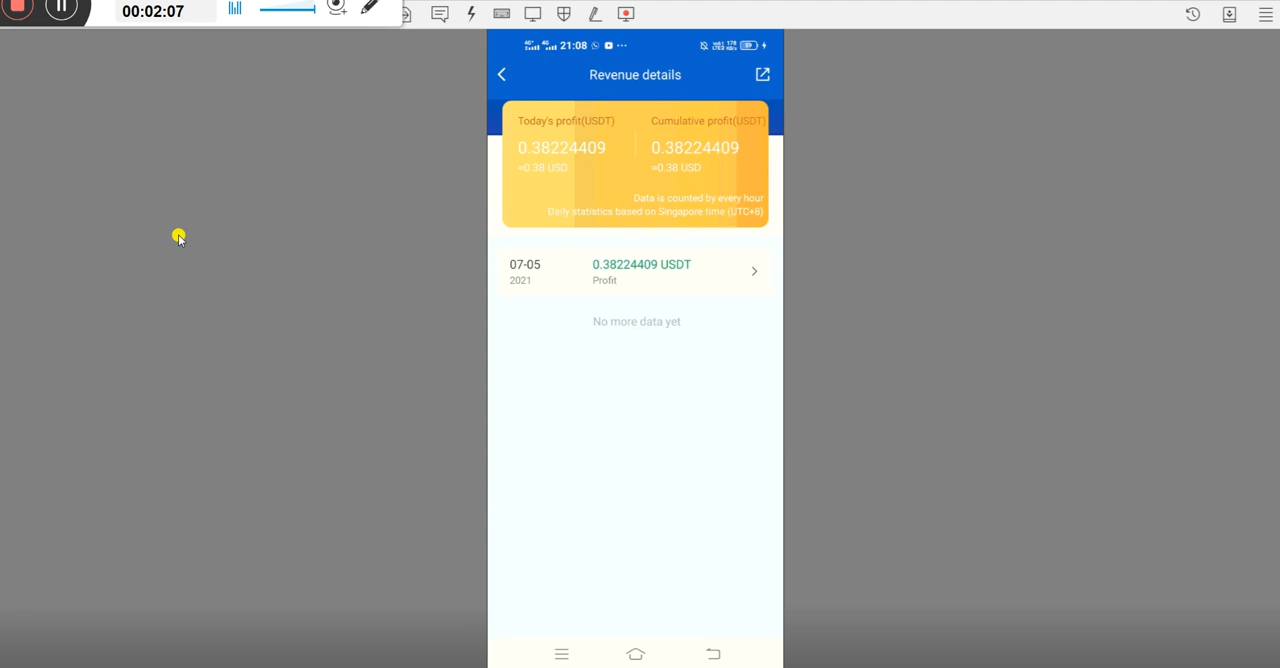 00:02:07
21:08
Revenue details
Today's profit(USDT)
Cumulative profit(USDT)
0.38224409
0.38224409
≈0.38 USD
≈0.38 USD
Data is counted by every hour
Daily statistics based on Singapore time (UTC+8)
07-05
0.38224409 USDT
2021
Profit
No more data yet